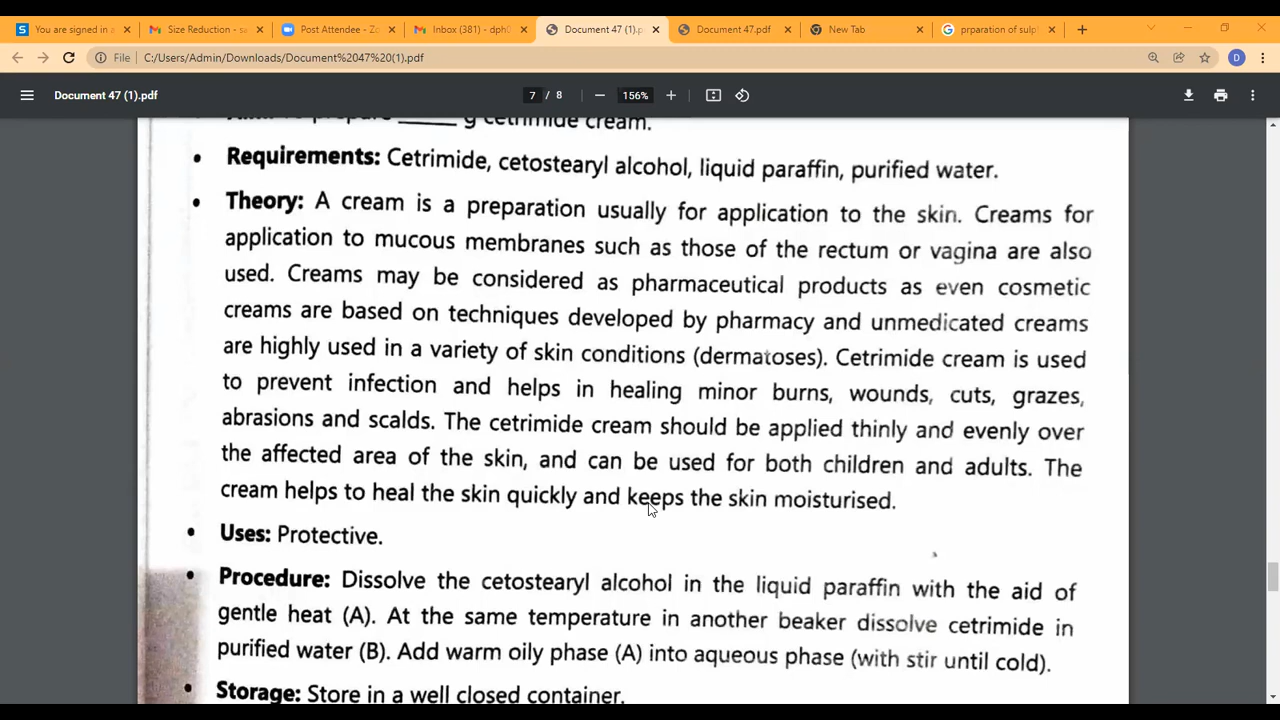 You are signed in a
Size Reduction - sa
Post Attendee - Zo
Inbox (381) - dph0
Document 47 (1).p
Document 47.pdf
New Tab
prparation of sulp
File C:/Users/Admin/Downloads/Document%2047%20(1).pdf
D
Document 47 (1).pdf
7 / 8
156%
g cetrimide cream.
• Requirements: Cetrimide, cetostearyl alcohol, liquid paraffin, purified water.
• Theory: A cream is a preparation usually for application to the skin. Creams for
application to mucous membranes such as those of the rectum or vagina are also
used. Creams may be considered as pharmaceutical products as even cosmetic
creams are based on techniques developed by pharmacy and unmedicated creams
are highly used in a variety of skin conditions (dermatoses). Cetrimide cream is used
to prevent infection and helps in healing minor burns, wounds, cuts, grazes,
abrasions and scalds. The cetrimide cream should be applied thinly and evenly over
the affected area of the skin, and can be used for both children and adults. The
cream helps to heal the skin quickly and keeps the skin moisturised.
• Uses: Protective.
• Procedure: Dissolve the cetostearyl alcohol in the liquid paraffin with the aid of
gentle heat (A). At the same temperature in another beaker dissolve cetrimide in
purified water (B). Add warm oily phase (A) into aqueous phase (with stir until cold).
• Storage: Store in a well closed container.